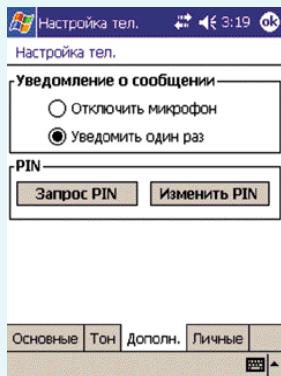 Настройка тел. 3:19 ok
Настройка тел.
Уведомление о сообщении
Отключить микрофон
Уведомить один раз
PIN
Запрос PIN Изменить PIN
Основные Тон Дополн. Личные